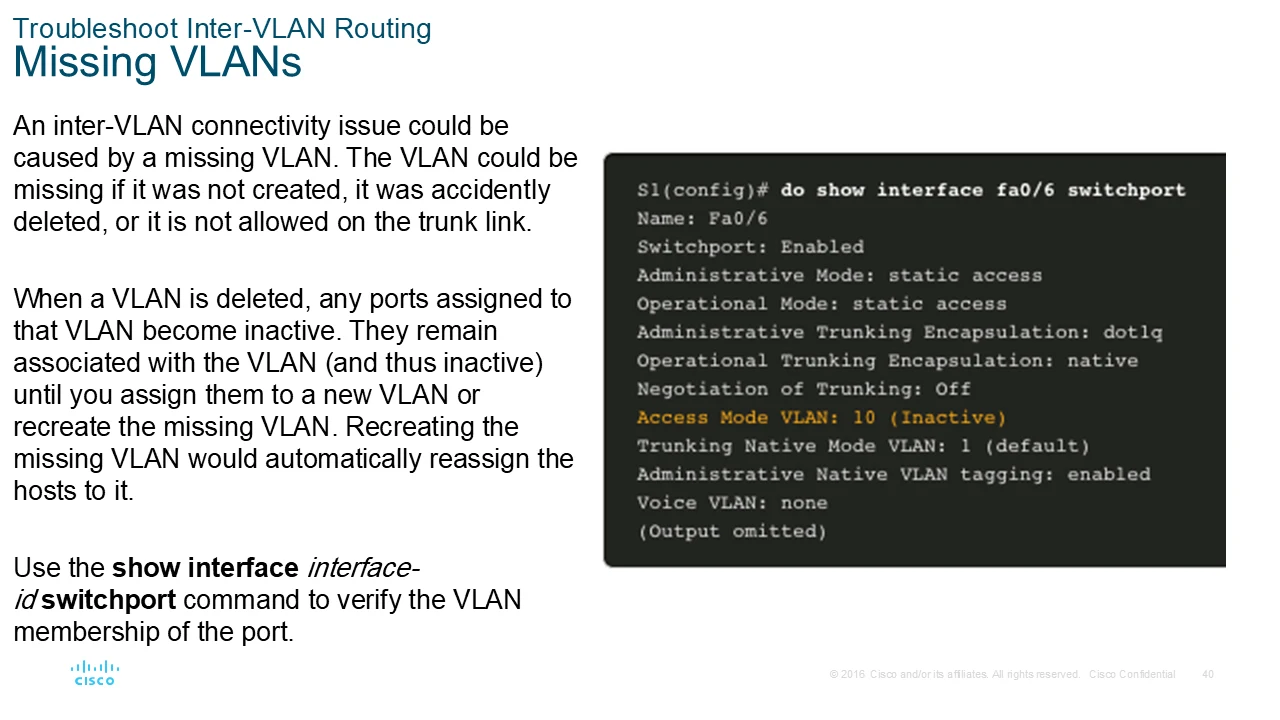 Troubleshoot Inter-VLAN Routing
Missing VLANs
An inter-VLAN connectivity issue could be
caused by a missing VLAN. The VLAN could be
missing if it was not created, it was accidently
deleted, or it is not allowed on the trunk link.
When a VLAN is deleted, any ports assigned to
that VLAN become inactive. They remain
associated with the VLAN (and thus inactive)
until you assign them to a new VLAN or
recreate the missing VLAN. Recreating the
missing VLAN would automatically reassign the
hosts to it.
Use the show interface interface-
id switchport command to verify the VLAN
membership of the port.
S1(config)# do show interface fa0/6 switchport
Name: Fa0/6
Switchport: Enabled
Administrative Mode: static access
Operational Mode: static access
Administrative Trunking Encapsulation: dot1q
Operational Trunking Encapsulation: native
Negotiation of Trunking: Off
Access Mode VLAN: 10 (Inactive)
Trunking Native Mode VLAN: 1 (default)
Administrative Native VLAN tagging: enabled
Voice VLAN: none
(Output omitted)
CISCO
© 2016 Cisco and/or its affiliates. All rights reserved. Cisco Confidential 40